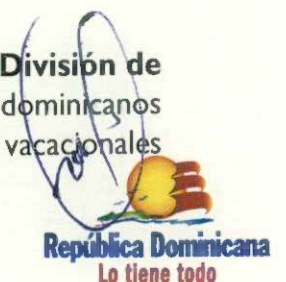 División de
dominicanos
vacacionales
República Dominicana
Lo tiene todo